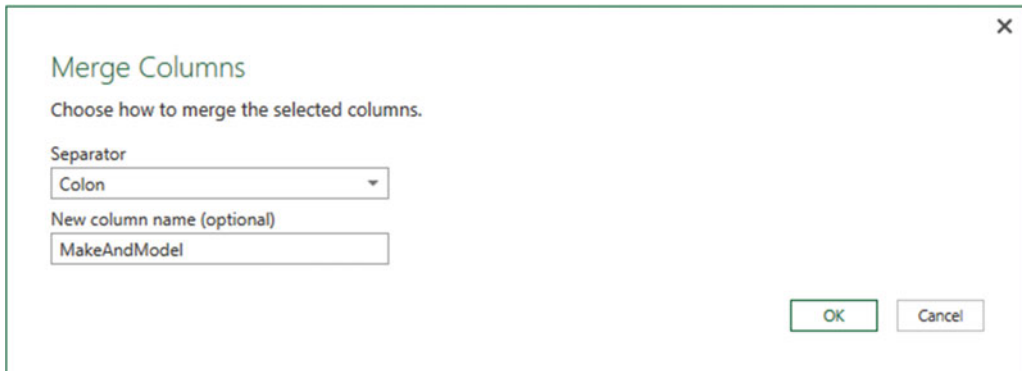 Merge Columns
Choose how to merge the selected columns.
Separator
Colon
New column name (optional)
MakeAndModel
OK
Cancel